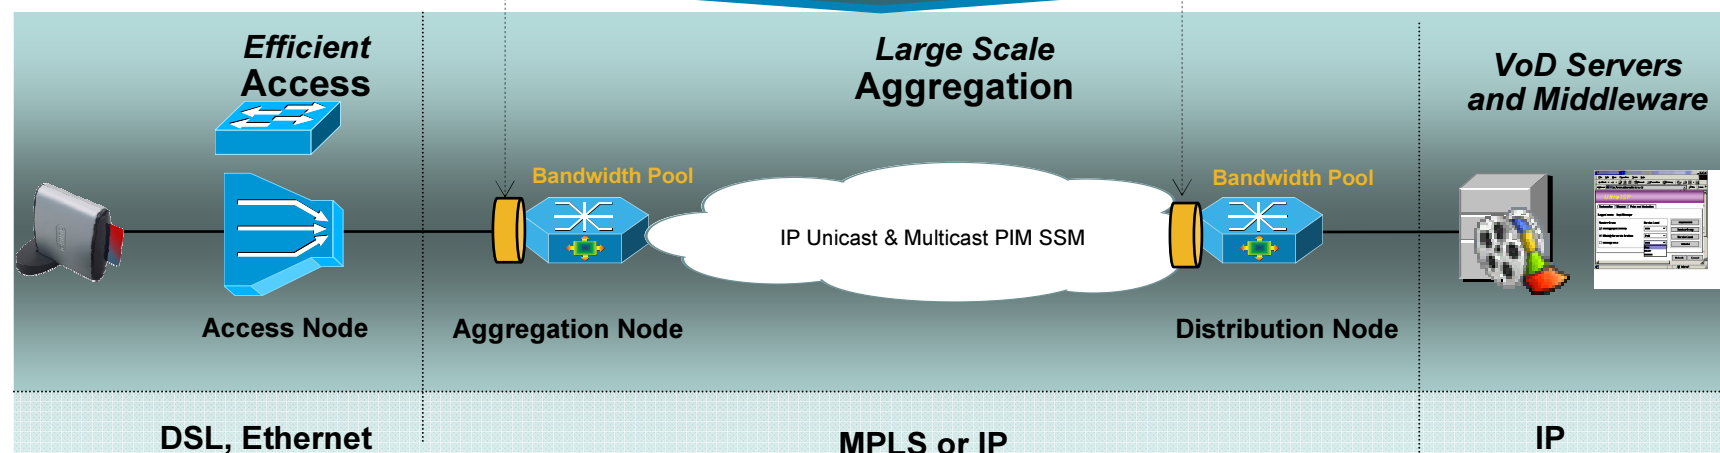 Efficient
Access
Large Scale
Aggregation
VoD Servers
and Middleware
Bandwidth Pool
Bandwidth Pool
IP Unicast & Multicast PIM SSM
Access Node
Aggregation Node
Distribution Node
DSL, Ethernet
MPLS or IP
IP